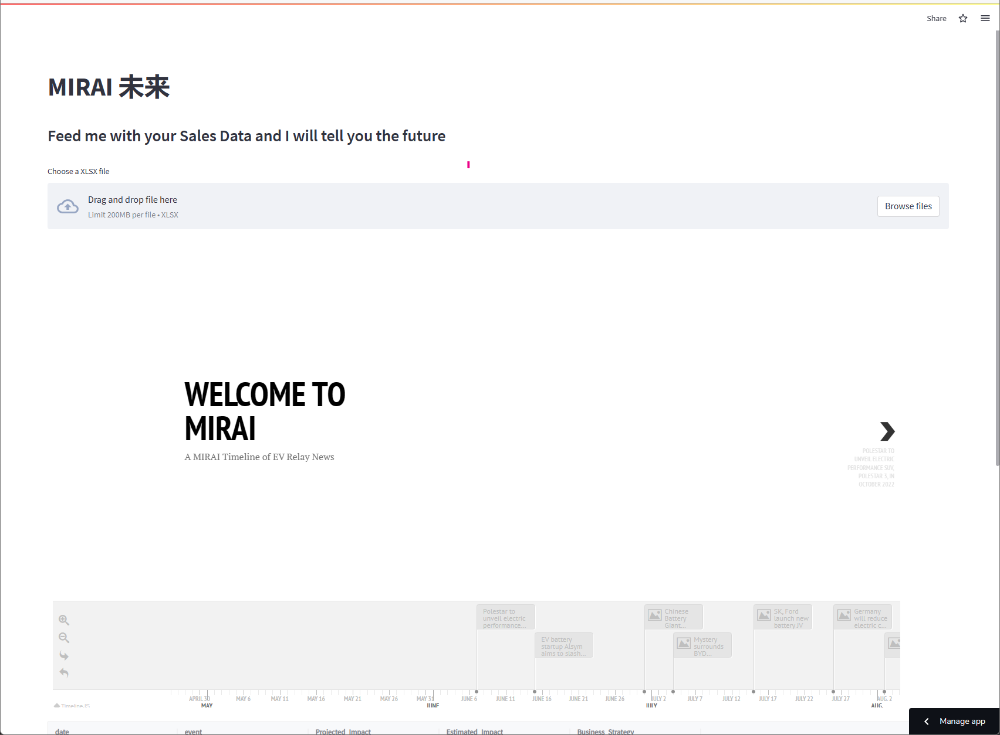 Share
MIRAI 未来
Feed me with your Sales Data and I will tell you the future
Choose a XLSX file
Drag and drop file here
Limit 200MB per file • XLSX
Browse files
WELCOME TO
MIRAI
A MIRAI Timeline of EV Relay News
POLESTAR TO
UNVEIL ELECTRIC
PERFORMANCE SUV,
POLESTAR 3, IN
OCTOBER 2022
Polestar to
unveil electric
performance...
EV battery
startup Alsym
aims to slash...
Chinese
Battery
Giant...
Mystery
surrounds
BYD...
SK, Ford
launch new
battery JV
Germany
will reduce
electric c...
APRIL 30 MAY 6 MAY 11 MAY 16 MAY 21 MAY 26 MAY 31 JUNE 6 JUNE 11 JUNE 16 JUNE 21 JUNE 26 JULY 2 JULY 7 JULY 12 JULY 17 JULY 22 JULY 27 AUG. 2
MAY JUNE JULY AUG.
TimelineJS
Manage app
date event Projected_Impact Estimated_Impact Business_Strategy